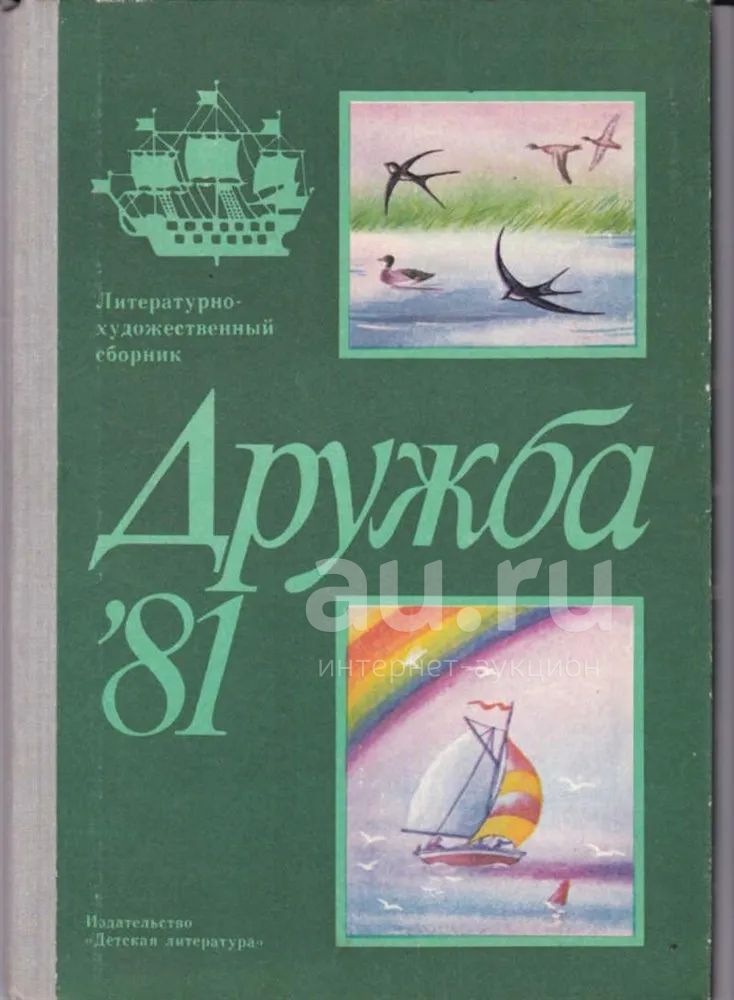 Литературно-
художественный
сборник
Дружба
'81
au.ru
интернет-аукцион
Издательство
«Детская литература»